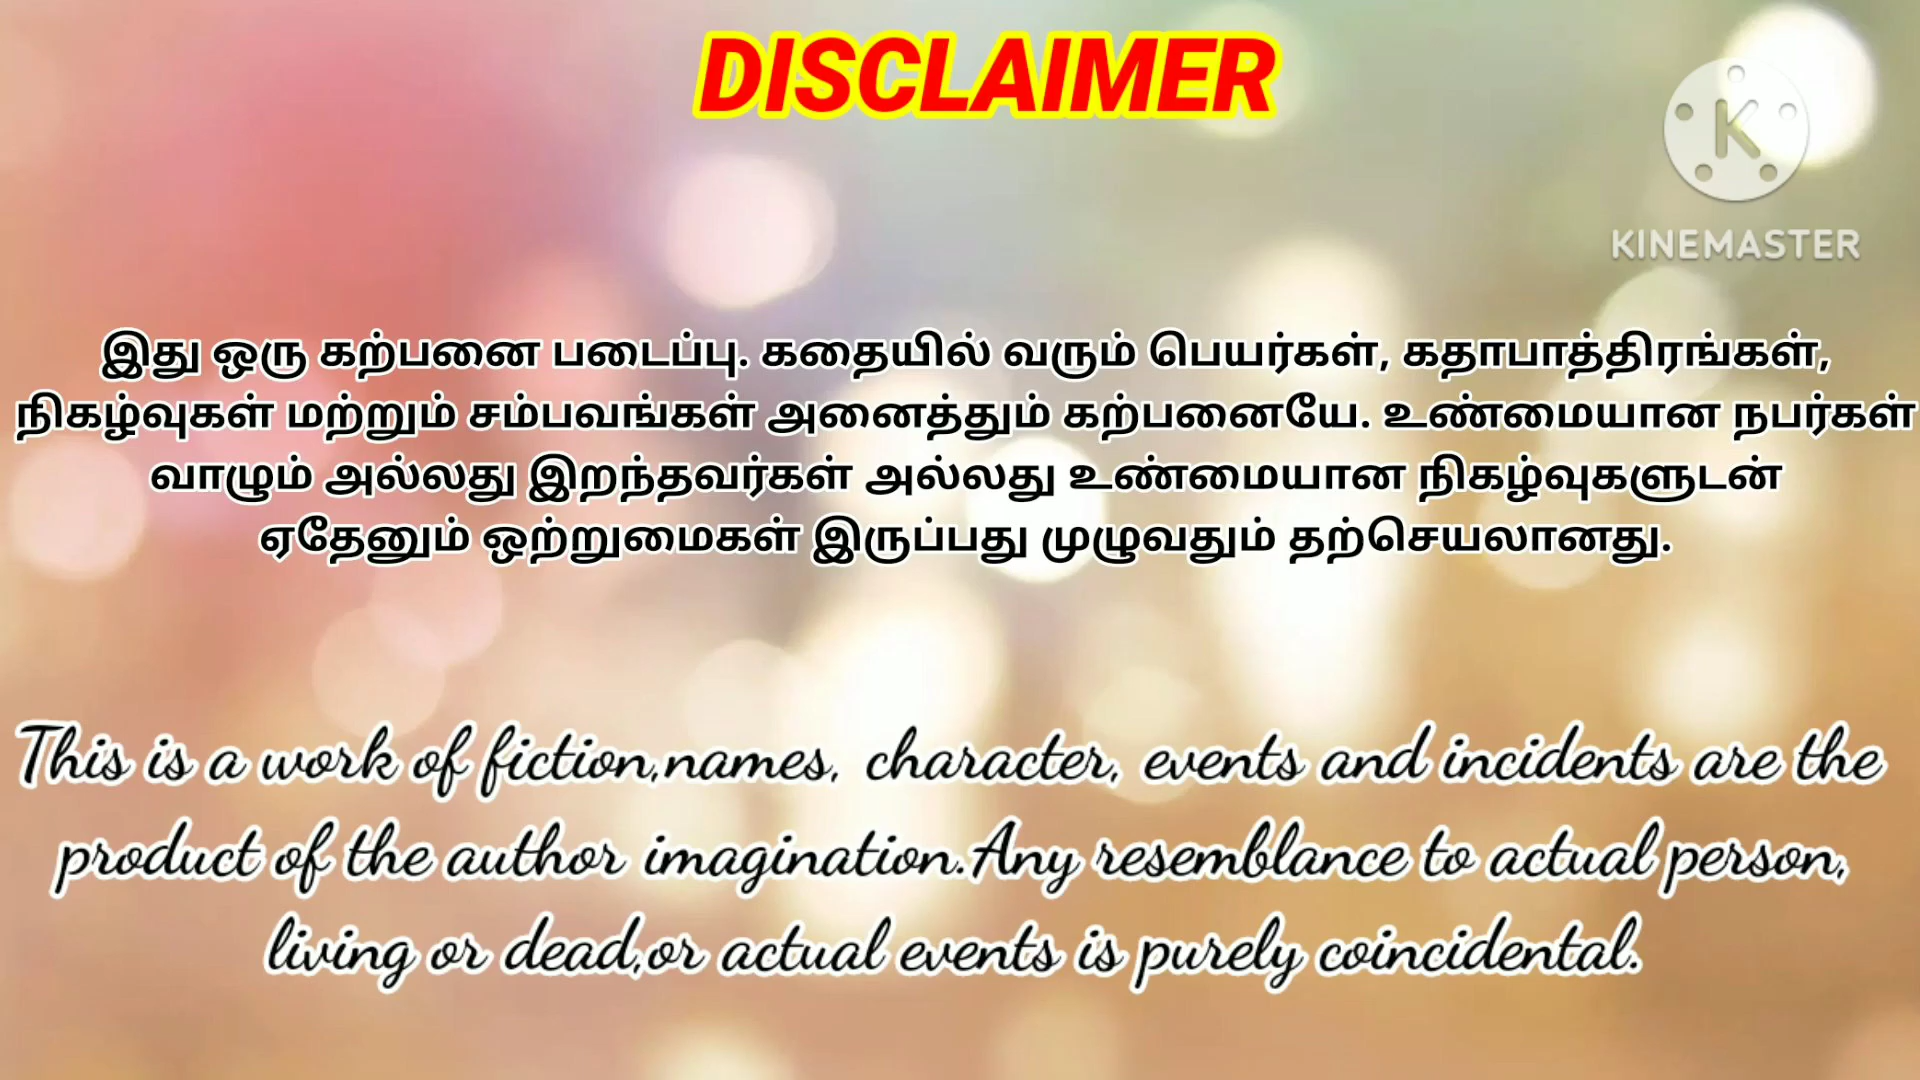 DISCLAIMER
K
KINEMASTER
இது ஒரு கற்பனை படைப்பு. கதையில் வரும் பெயர்கள், கதாபாத்திரங்கள்,
நிகழ்வுகள் மற்றும் சம்பவங்கள் அனைத்தும் கற்பனையே. உண்மையான நபர்கள்
வாழும் அல்லது இறந்தவர்கள் அல்லது உண்மையான நிகழ்வுகளுடன்
ஏதேனும் ஒற்றுமைகள் இருப்பது முழுவதும் தற்செயலானது.
This is a work of fiction,names, character, events and incidents are the
product of the author imagination.Any resemblance to actual person,
living or dead,or actual events is purely coincidental.